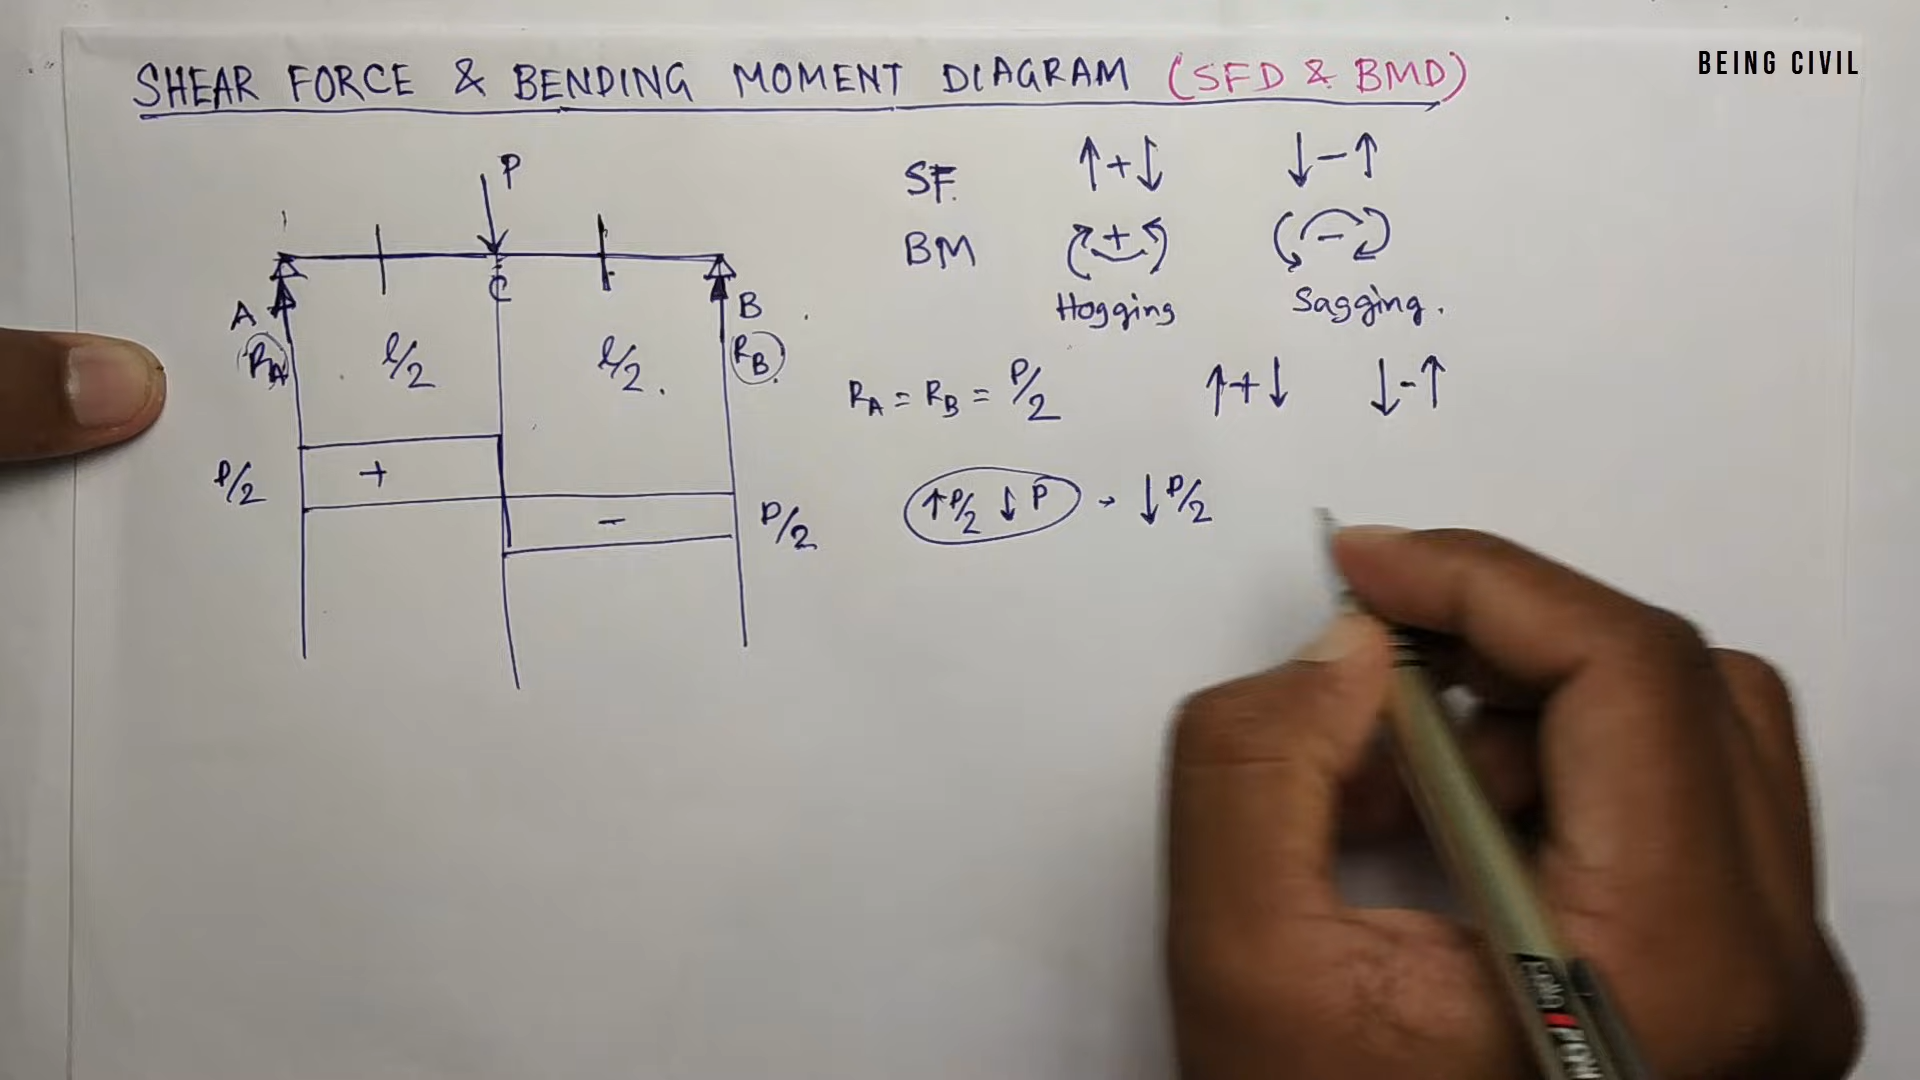 SHEAR FORCE & BENDING MOMENT DIAGRAM (SFD & BMD)
BEING CIVIL
P
SF. ↑+↓ ↓-↑
BM + -
Hogging Sagging.
C
A B
RA l/2 l/2. RB
RA = RB = P/2 ↑+↓ ↓-↑
P/2 +
↑P/2 ↓P → ↓P/2
- P/2